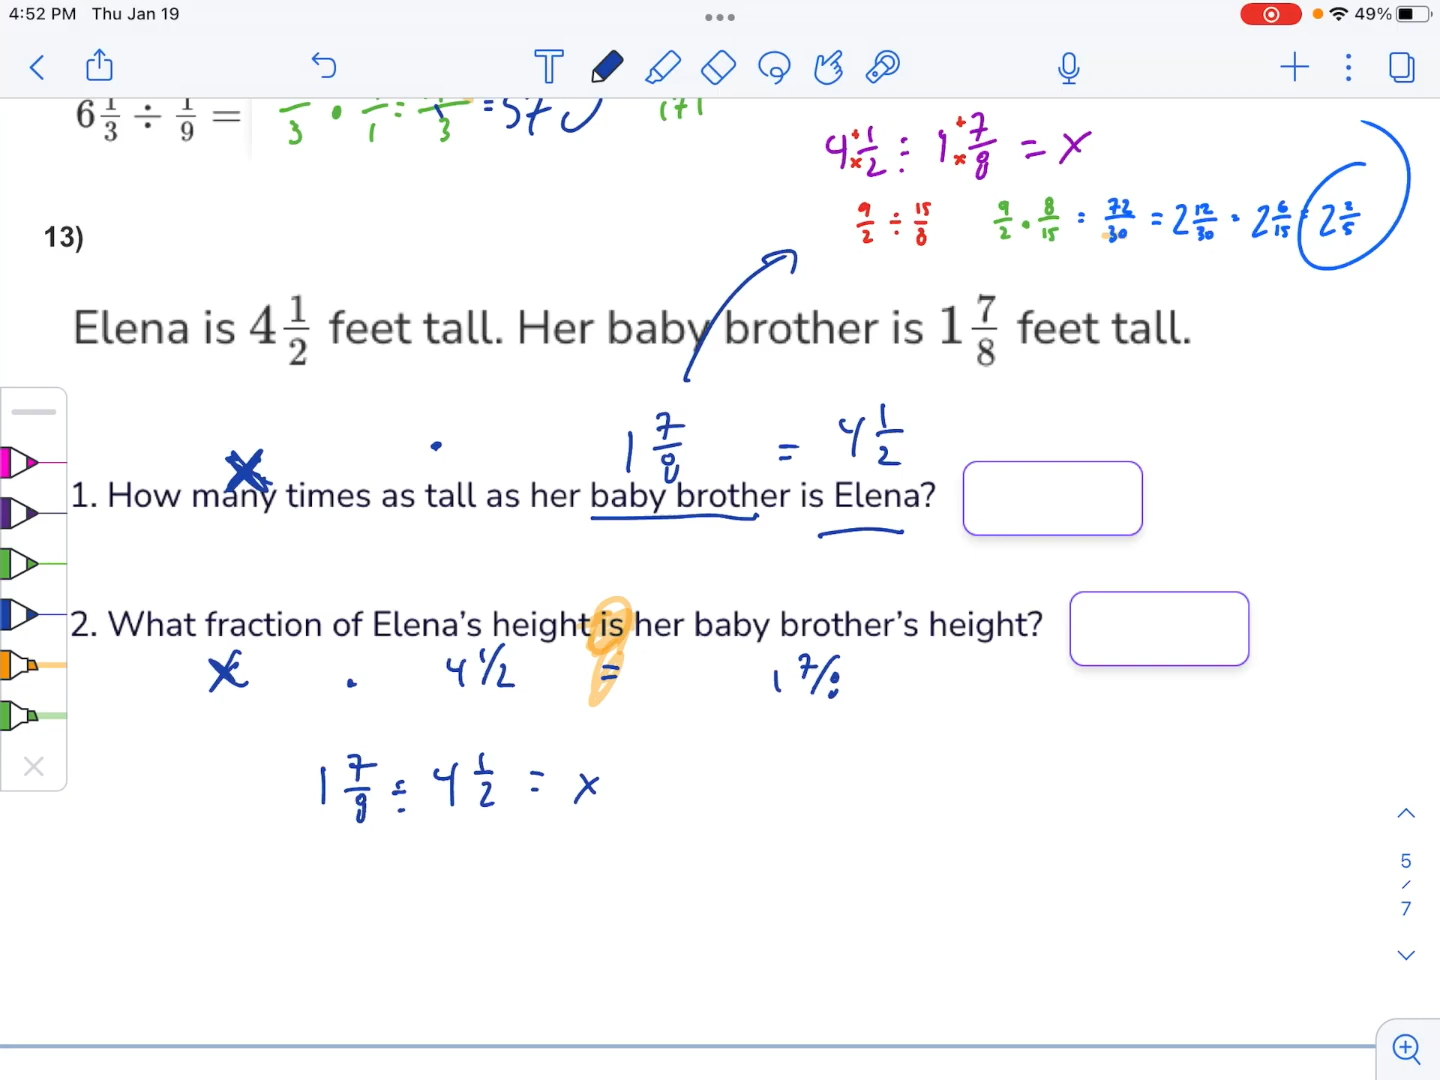 4:52 PM Thu Jan 19 49%
6 1/3 ÷ 1/9 =
4 1/2 ÷ 1 7/8 = x
9/2 ÷ 15/8 9/2 · 8/15 = 72/30 = 2 12/30 = 2 6/15 = 2 2/5
13)
Elena is 4 1/2 feet tall. Her baby brother is 1 7/8 feet tall.
x · 1 7/8 = 4 1/2
1. How many times as tall as her baby brother is Elena?
2. What fraction of Elena's height is her baby brother's height?
x · 4 1/2 = 1 7/8
1 7/8 ÷ 4 1/2 = x
5
/
7